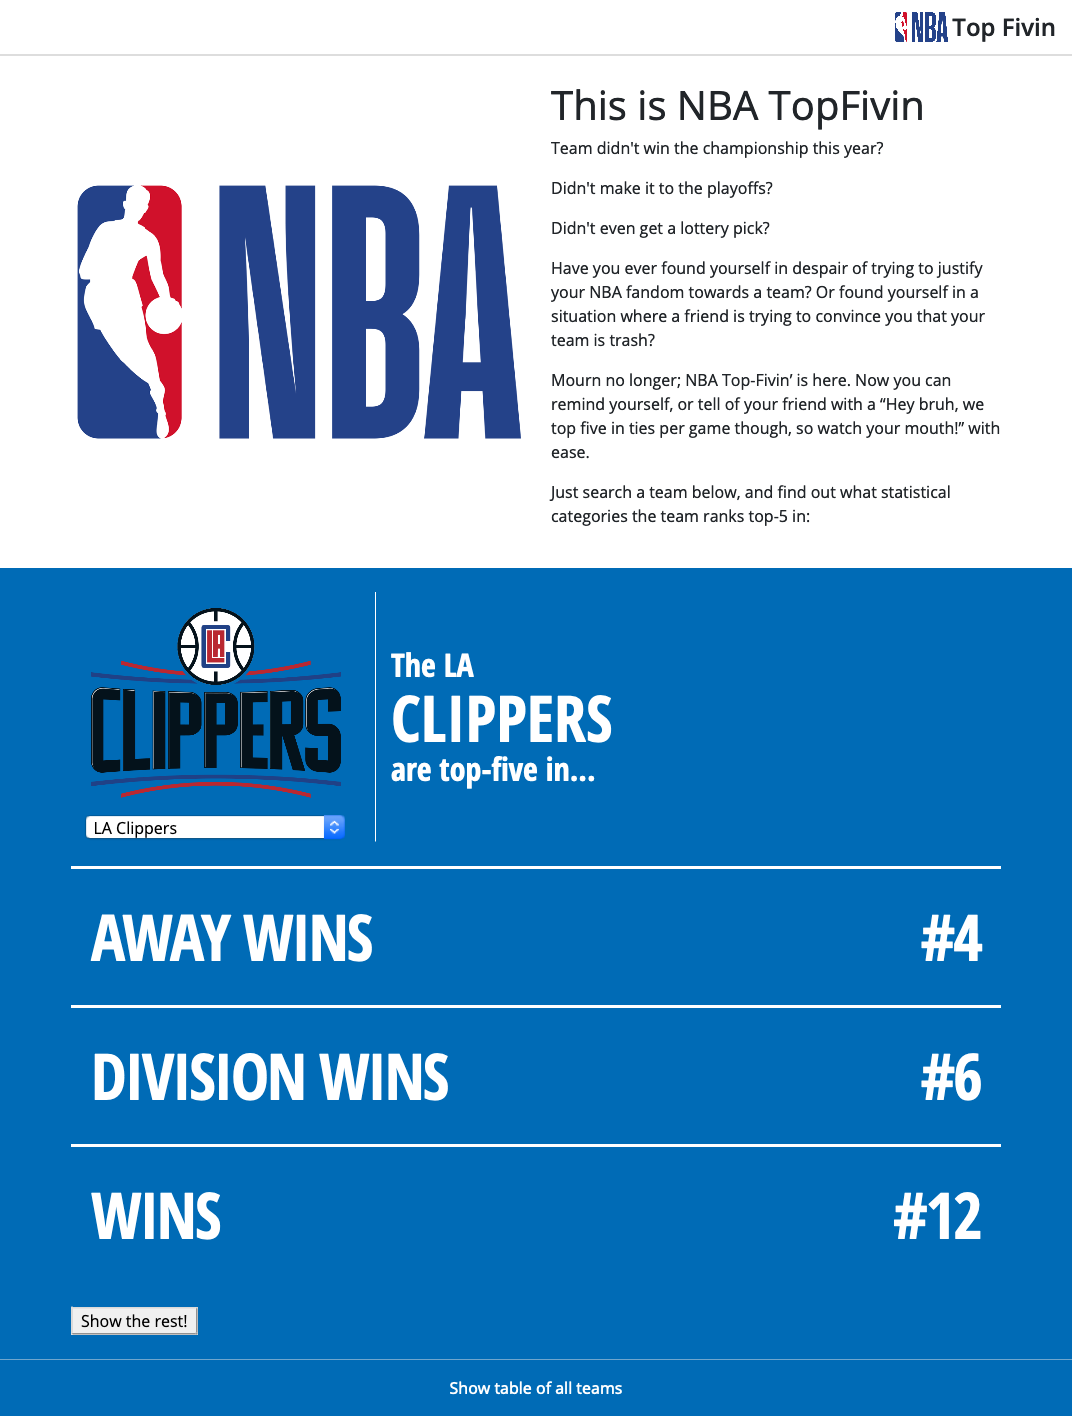 NBA Top Fivin
This is NBA TopFivin
Team didn't win the championship this year?
Didn't make it to the playoffs?
Didn't even get a lottery pick?
Have you ever found yourself in despair of trying to justify
your NBA fandom towards a team? Or found yourself in a
situation where a friend is trying to convince you that your
team is trash?
Mourn no longer; NBA Top-Fivin’ is here. Now you can
remind yourself, or tell of your friend with a “Hey bruh, we
top five in ties per game though, so watch your mouth!” with
ease.
Just search a team below, and find out what statistical
categories the team ranks top-5 in:
NBA
LAC
CLIPPERS
LA Clippers
The LA
CLIPPERS
are top-five in...
AWAY WINS #4
DIVISION WINS #6
WINS #12
Show the rest!
Show table of all teams